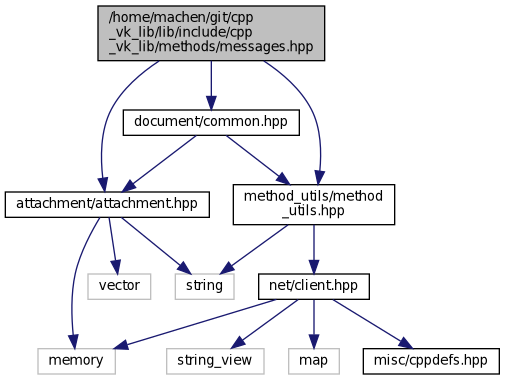 /home/machen/git/cpp
_vk_lib/lib/include/cpp
_vk_lib/methods/messages.hpp
document/common.hpp
attachment/attachment.hpp
method_utils/method
_utils.hpp
vector
string
net/client.hpp
memory
string_view
map
misc/cppdefs.hpp